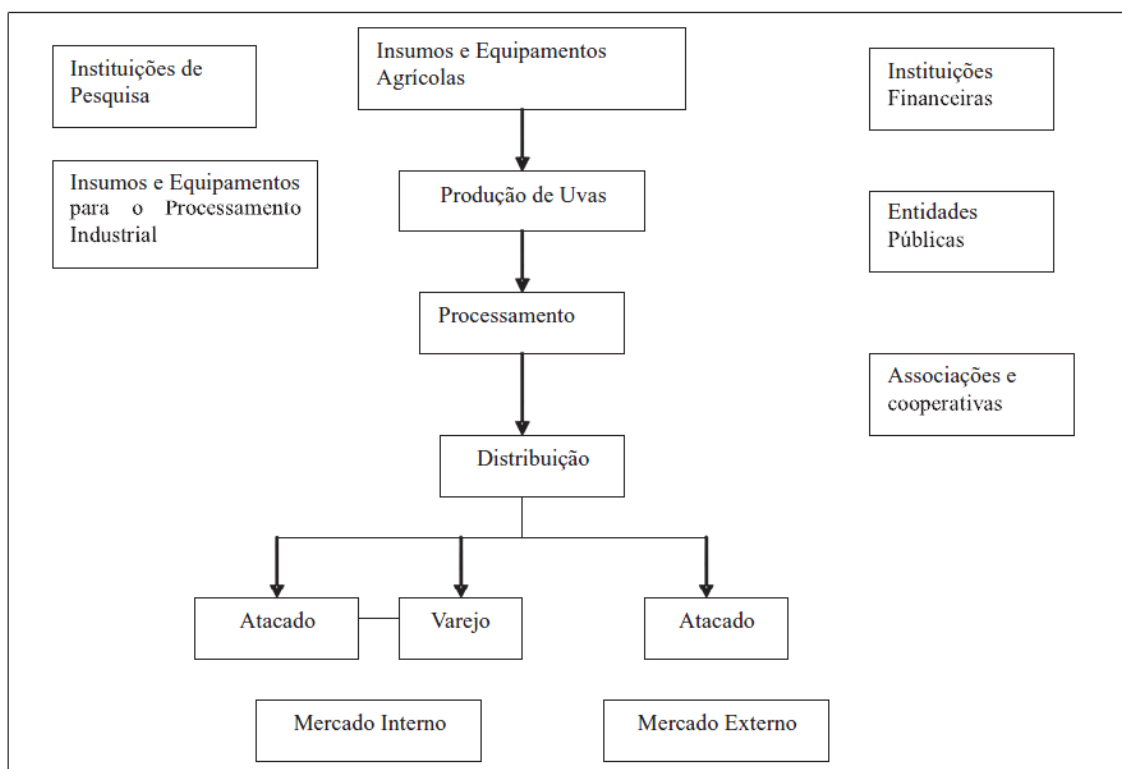 Instituições de
Pesquisa
Insumos e Equipamentos
Agrícolas
Instituições
Financeiras
Insumos e Equipamentos
para o Processamento
Industrial
Produção de Uvas
Entidades
Públicas
Processamento
Associações e
cooperativas
Distribuição
Atacado
Varejo
Atacado
Mercado Interno
Mercado Externo